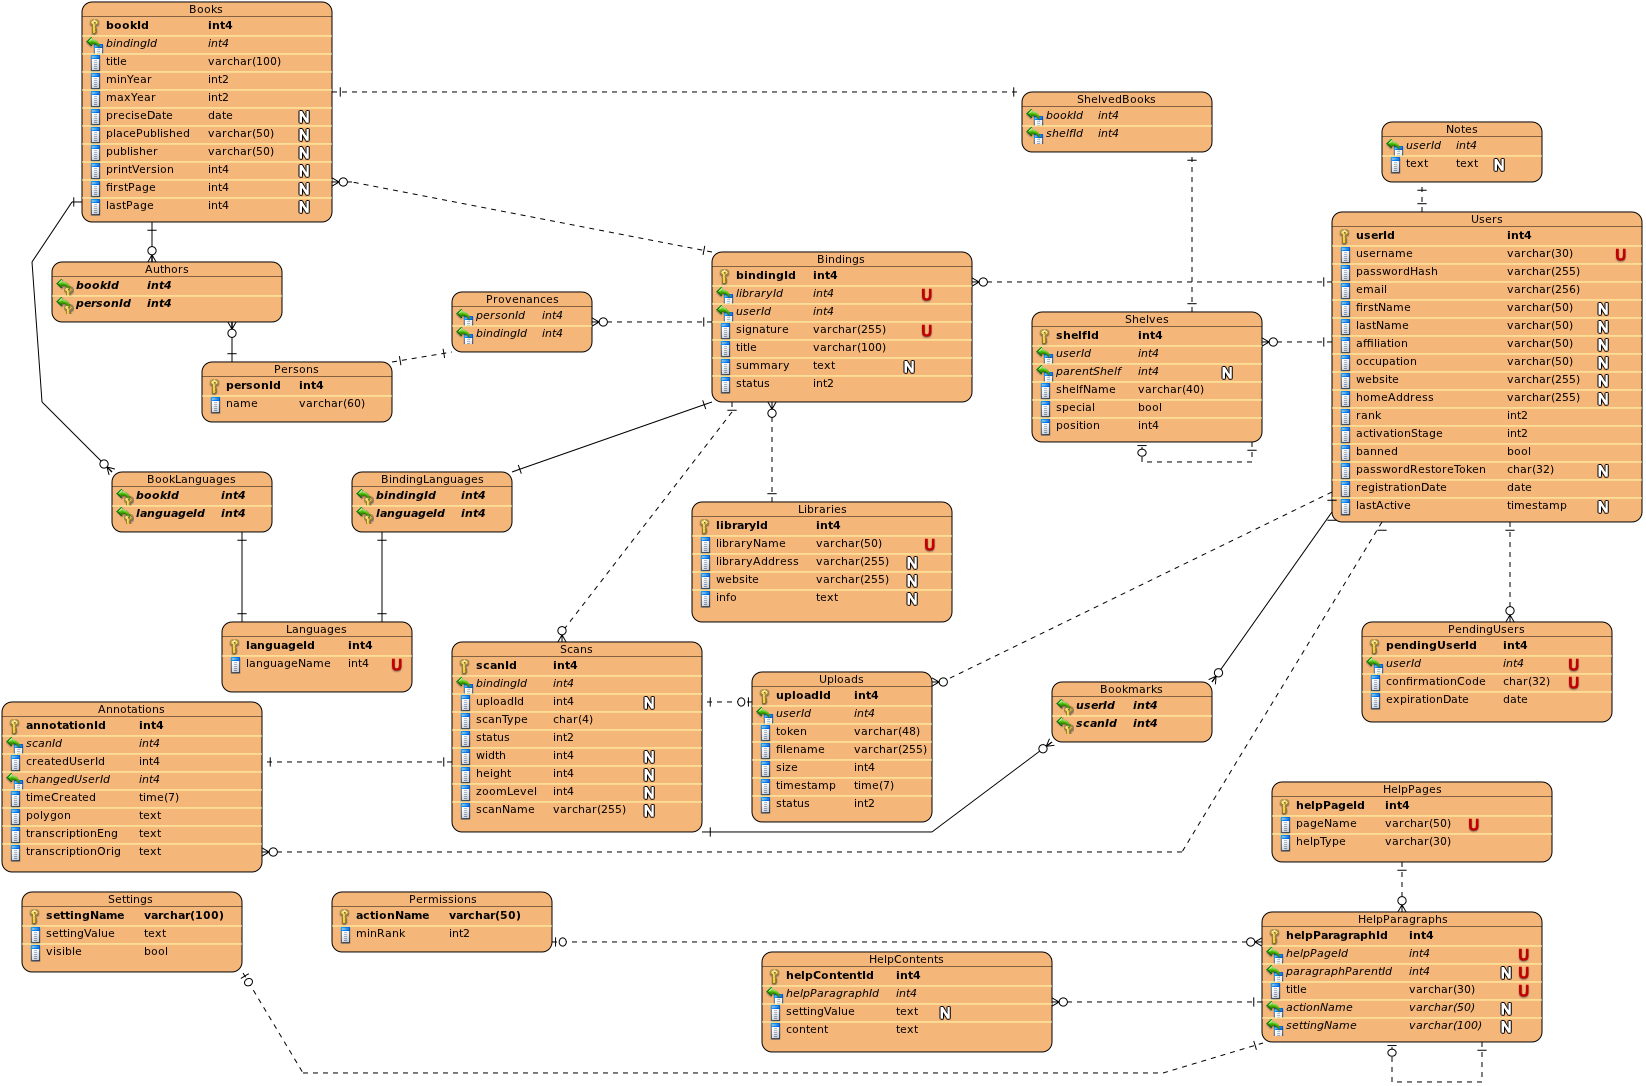 Books
bookId int4
bindingId int4
title varchar(100)
minYear int2
maxYear int2
preciseDate date N
placePublished varchar(50) N
publisher varchar(50) N
printVersion int4 N
firstPage int4 N
lastPage int4 N
ShelvedBooks
bookId int4
shelfId int4
Notes
userId int4
text text N
Users
userId int4
username varchar(30) U
passwordHash varchar(255)
email varchar(256)
firstName varchar(50) N
lastName varchar(50) N
affiliation varchar(50) N
occupation varchar(50) N
website varchar(255) N
homeAddress varchar(255) N
rank int2
activationStage int2
banned bool
passwordRestoreToken char(32) N
registrationDate date
lastActive timestamp N
Authors
bookId int4
personId int4
Provenances
personId int4
bindingId int4
Bindings
bindingId int4
libraryId int4 U
userId int4
signature varchar(255) U
title varchar(100)
summary text N
status int2
Shelves
shelfId int4
userId int4
parentShelf int4 N
shelfName varchar(40)
special bool
position int4
Persons
personId int4
name varchar(60)
BookLanguages
bookId int4
languageId int4
BindingLanguages
bindingId int4
languageId int4
Libraries
libraryId int4
libraryName varchar(50) U
libraryAddress varchar(255) N
website varchar(255) N
info text N
Languages
languageId int4
languageName int4 U
Scans
scanId int4
bindingId int4
uploadId int4 N
scanType char(4)
status int2
width int4 N
height int4 N
zoomLevel int4 N
scanName varchar(255) N
Uploads
uploadId int4
userId int4
token varchar(48)
filename varchar(255)
size int4
timestamp time(7)
status int2
Bookmarks
userId int4
scanId int4
PendingUsers
pendingUserId int4
userId int4 U
confirmationCode char(32) U
expirationDate date
Annotations
annotationId int4
scanId int4
createdUserId int4
changedUserId int4
timeCreated time(7)
polygon text
transcriptionEng text
transcriptionOrig text
HelpPages
helpPageId int4
pageName varchar(50) U
helpType varchar(30)
Settings
settingName varchar(100)
settingValue text
visible bool
Permissions
actionName varchar(50)
minRank int2
HelpContents
helpContentId int4
helpParagraphId int4
settingValue text N
content text
HelpParagraphs
helpParagraphId int4
helpPageId int4 U
paragraphParentId int4 N U
title varchar(30) U
actionName varchar(50) N
settingName varchar(100) N